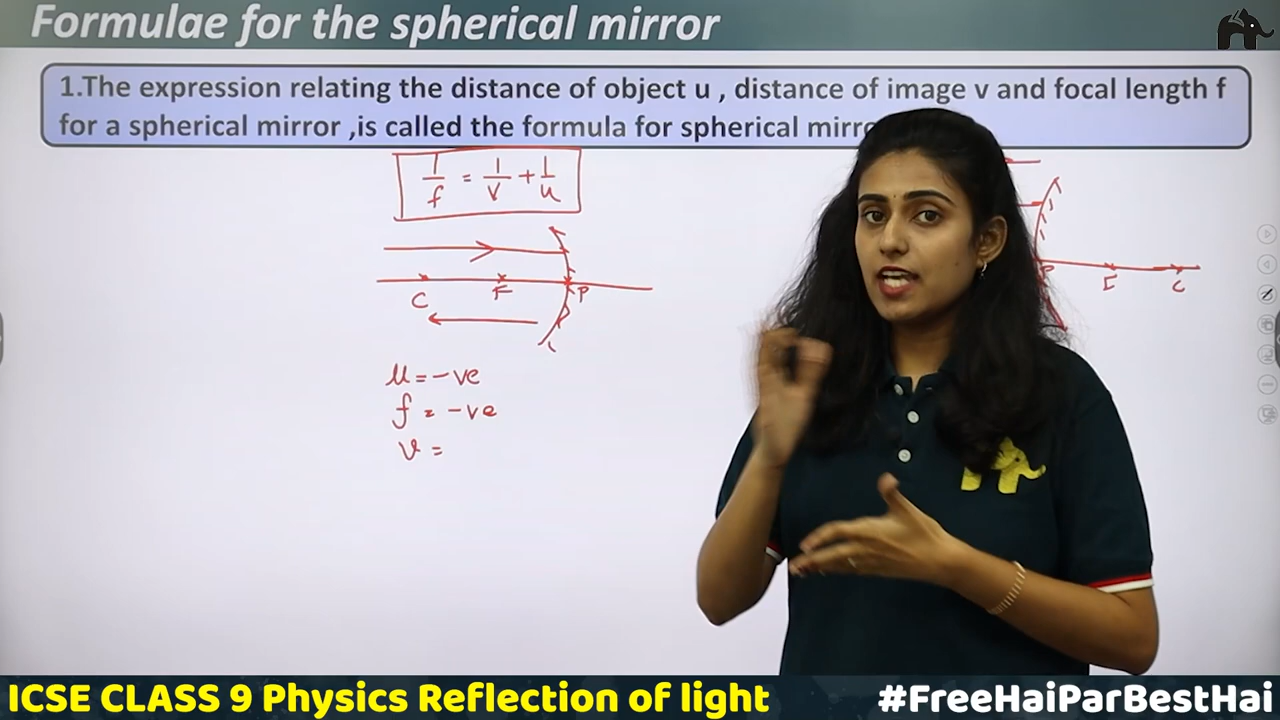 Formulae for the spherical mirror
1.The expression relating the distance of object u , distance of image v and focal length f
for a spherical mirror ,is called the formula for spherical
1/f = 1/v + 1/u
C F P
P F C
u = -ve
f = -ve
v =
ICSE CLASS 9 Physics Reflection of light
#FreeHaiParBestHai